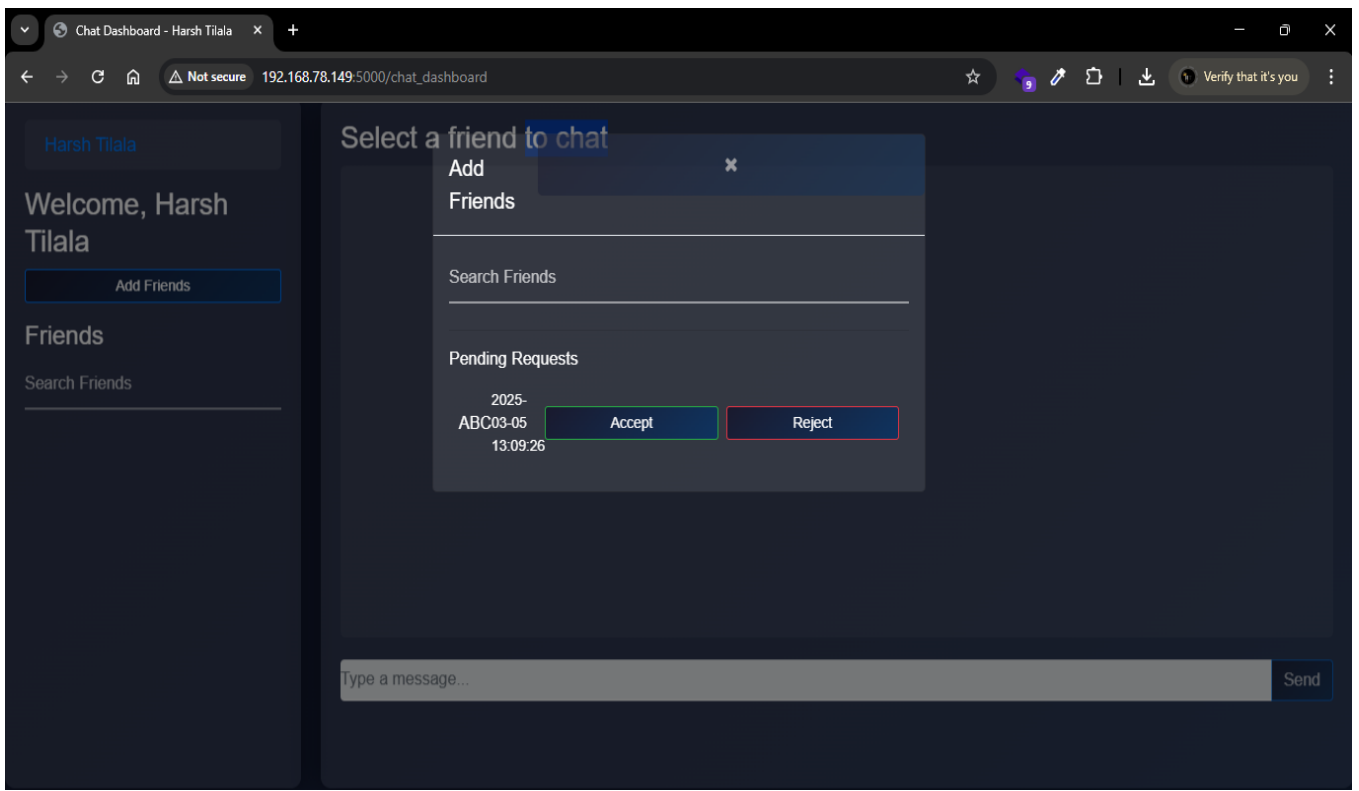 Chat Dashboard - Harsh Tilala
Not secure 192.168.78.149:5000/chat_dashboard
9
Verify that it's you
Harsh Tilala
Welcome, Harsh
Tilala
Add Friends
Friends
Search Friends
Select a friend to chat
Add
Friends
Search Friends
Pending Requests
2025-
ABC03-05
13:09:26
Accept
Reject
Type a message...
Send